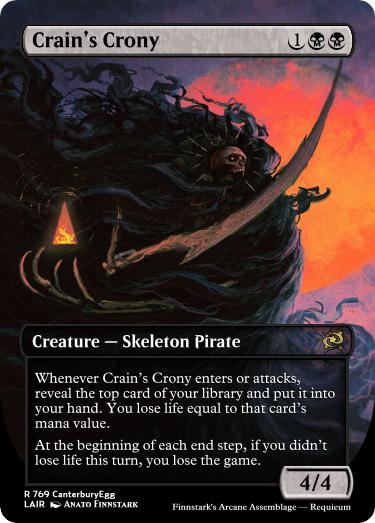 Crain's Crony 1
Creature — Skeleton Pirate
Whenever Crain's Crony enters or attacks,
reveal the top card of your library and put it into
your hand. You lose life equal to that card's
mana value.
At the beginning of each end step, if you didn't
lose life this turn, you lose the game.
4/4
R 769 CanterburyEgg
LAIR Anato Finnstark
Finnstark's Arcane Assemblage — Requieum